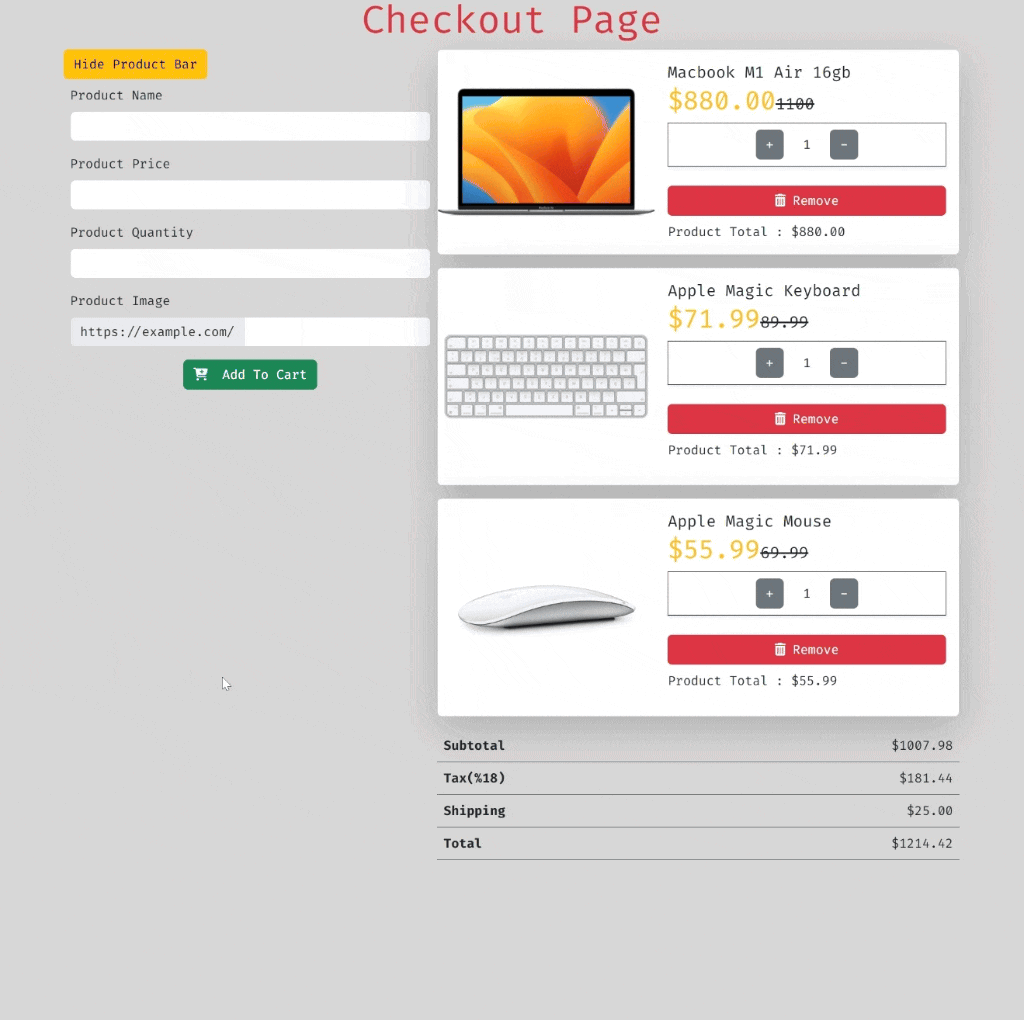 Checkout Page
Hide Product Bar
Product Name
Product Price
Product Quantity
Product Image
https://example.com/
Add To Cart
Macbook M1 Air 16gb
$880.00 1100
+ 1 -
Remove
Product Total : $880.00
Apple Magic Keyboard
$71.99 89.99
+ 1 -
Remove
Product Total : $71.99
Apple Magic Mouse
$55.99 69.99
+ 1 -
Remove
Product Total : $55.99
Subtotal $1007.98
Tax(%18) $181.44
Shipping $25.00
Total $1214.42